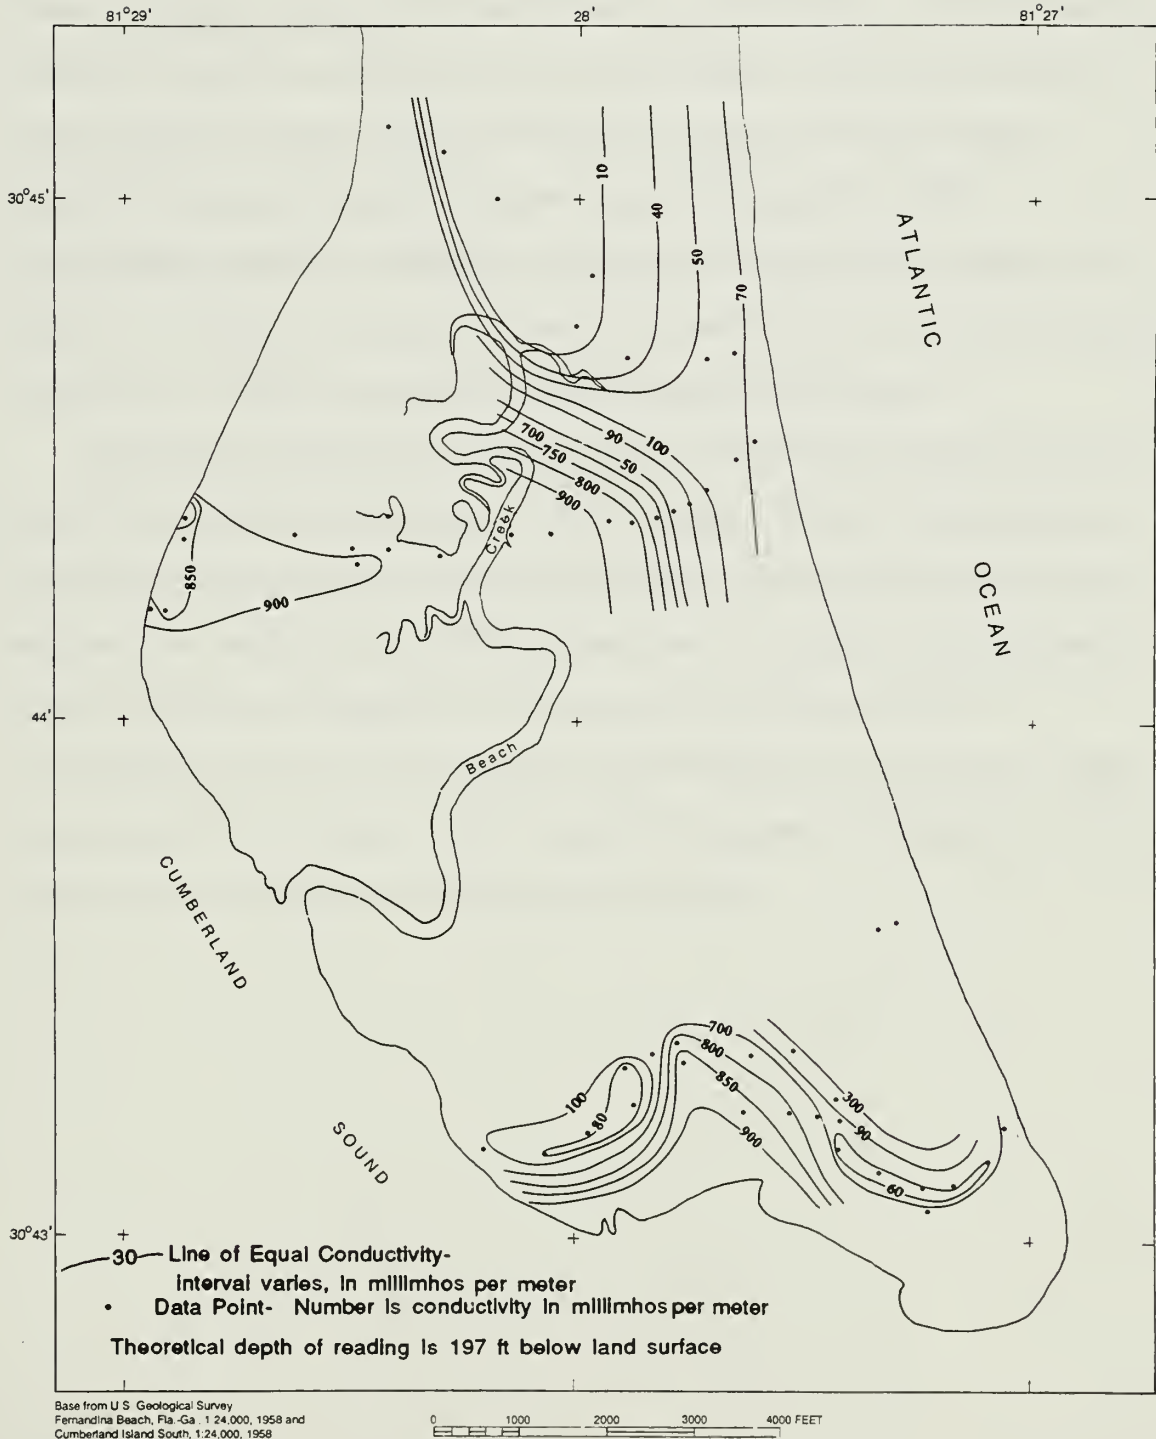 81°29'
28'
81°27'
30°45'
10
40
50
70
ATLANTIC
90
100
700
750
50
800
900
Creek
850
900
OCEAN
44'
Beach
CUMBERLAND
700
800
850
300
100
80
900
90
60
SOUND
30°43'
30 Line of Equal Conductivity-
interval varies, in millimhos per meter
Data Point- Number is conductivity in millimhos per meter
Theoretical depth of reading is 197 ft below land surface
Base from U S Geological Survey
Fernandina Beach, Fla.-Ga. 1 24,000, 1958 and
Cumberland Island South, 1:24,000, 1958
0 1000 2000 3000 4000 FEET